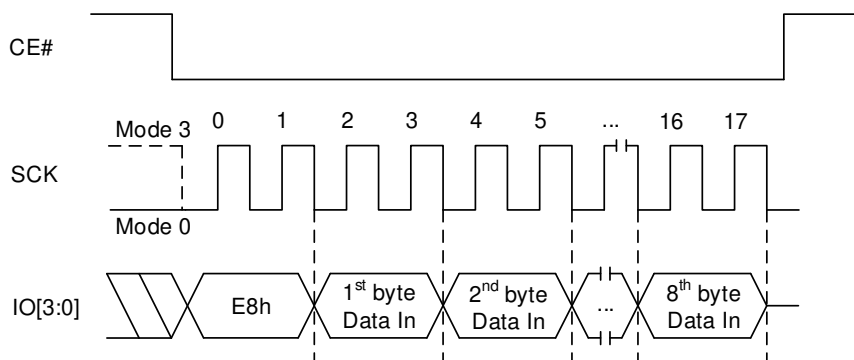 CE#
Mode 3
0 1 2 3 4 5 ... 16 17
SCK
Mode 0
IO[3:0]
E8h
1st byte
Data In
2nd byte
Data In
...
8th byte
Data In